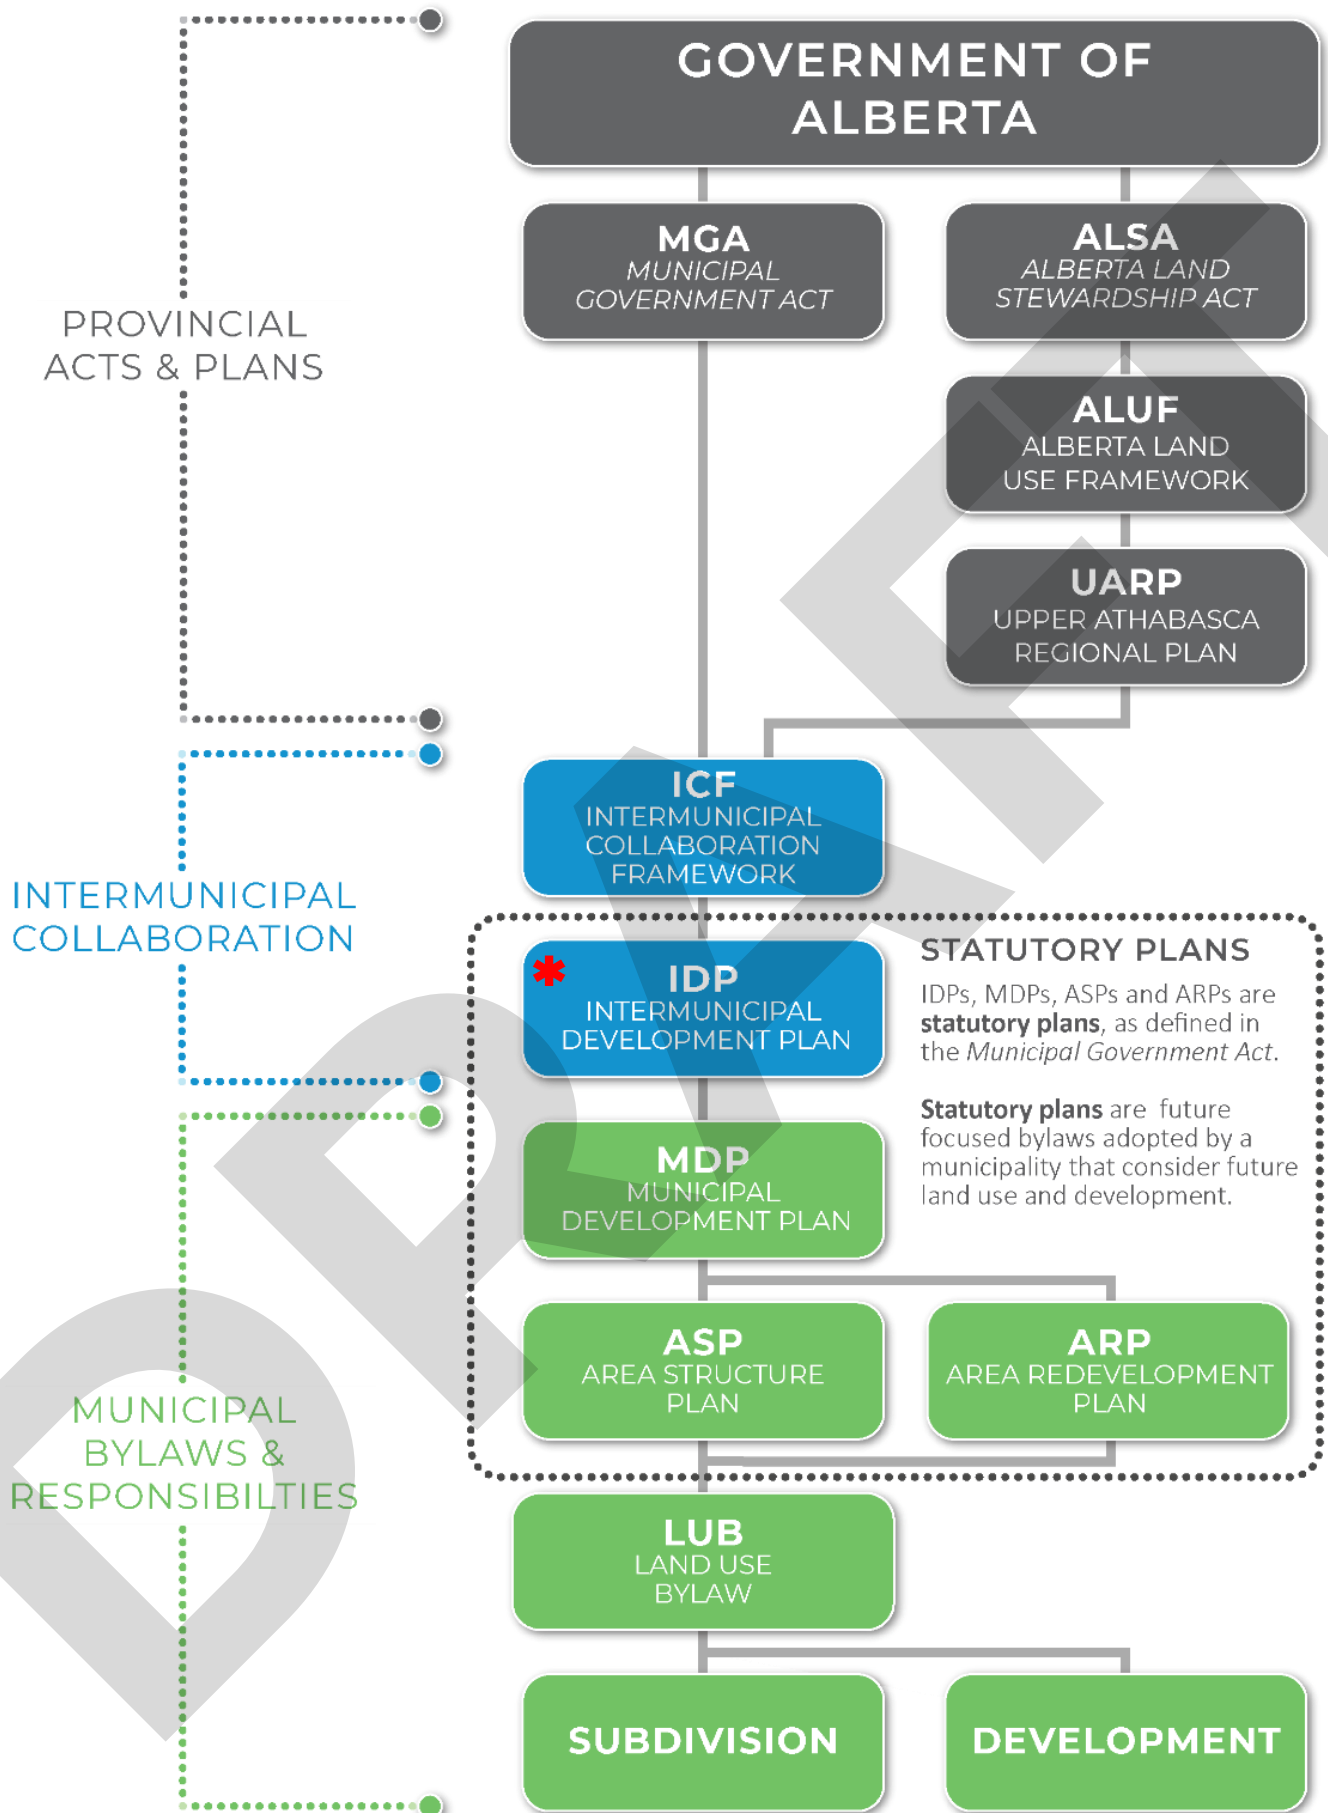 GOVERNMENT OF
ALBERTA
MGA
MUNICIPAL
GOVERNMENT ACT
ALSA
ALBERTA LAND
STEWARDSHIP ACT
PROVINCIAL
ACTS & PLANS
ALUF
ALBERTA LAND
USE FRAMEWORK
UARP
UPPER ATHABASCA
REGIONAL PLAN
ICF
INTERMUNICIPAL
COLLABORATION
FRAMEWORK
INTERMUNICIPAL
COLLABORATION
*
IDP
INTERMUNICIPAL
DEVELOPMENT PLAN
STATUTORY PLANS
IDPs, MDPs, ASPs and ARPs are
statutory plans, as defined in
the Municipal Government Act.
Statutory plans are future
focused bylaws adopted by a
municipality that consider future
land use and development.
MDP
MUNICIPAL
DEVELOPMENT PLAN
ASP
AREA STRUCTURE
PLAN
ARP
AREA REDEVELOPMENT
PLAN
MUNICIPAL
BYLAWS &
RESPONSIBILTIES
LUB
LAND USE
BYLAW
SUBDIVISION
DEVELOPMENT
DRAFT